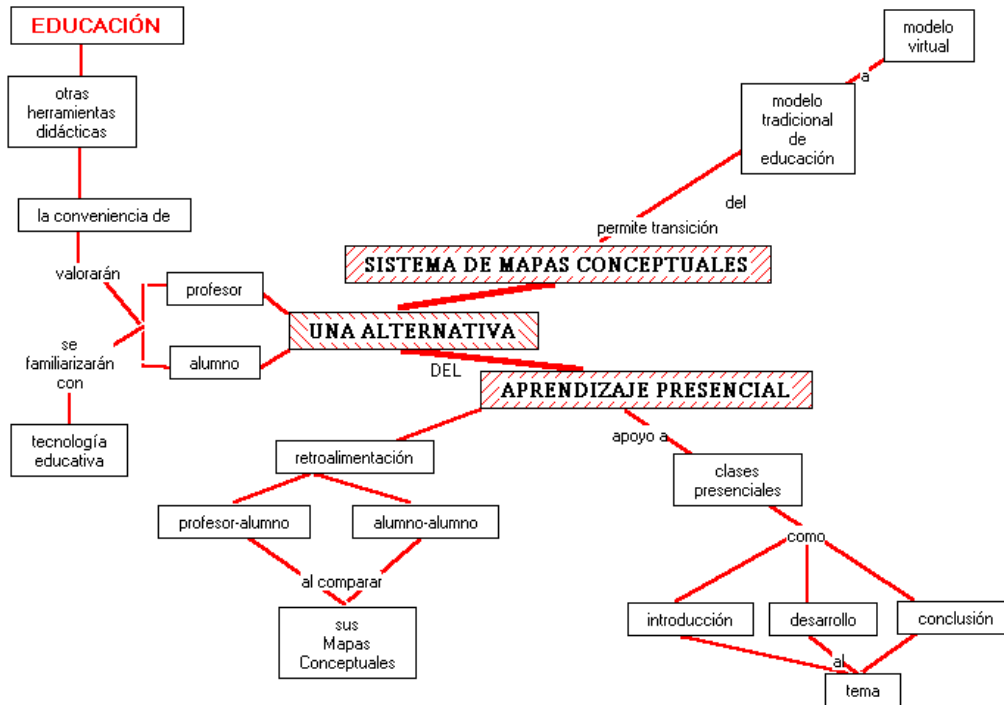 EDUCACIÓN
otras
herramientas
didácticas
la conveniencia de
valorarán
se
familiarizarán
con
tecnología
educativa
profesor
alumno
modelo
virtual
a
modelo
tradicional
de
educación
del
permite transición
SISTEMA DE MAPAS CONCEPTUALES
UNA ALTERNATIVA
DEL
APRENDIZAJE PRESENCIAL
retroalimentación
profesor-alumno
alumno-alumno
al comparar
sus
Mapas
Conceptuales
apoyo a
clases
presenciales
como
introducción
desarrollo
conclusión
al
tema